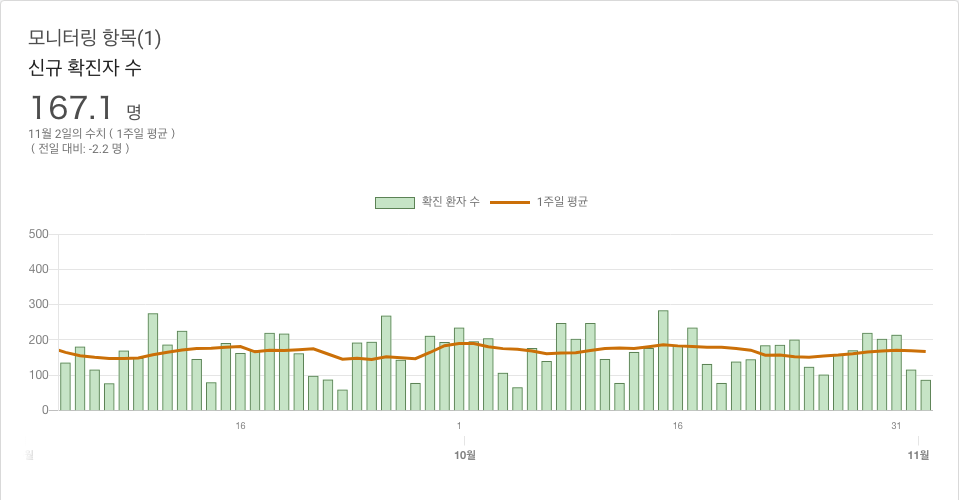 모니터링 항목(1)
신규 확진자 수
167.1 명
11월 2일의 수치 ( 1주일 평균 )
( 전일 대비: -2.2 명 )
확진 환자 수 1주일 평균
500
400
300
200
100
0
16 1 16 31
10월 11월